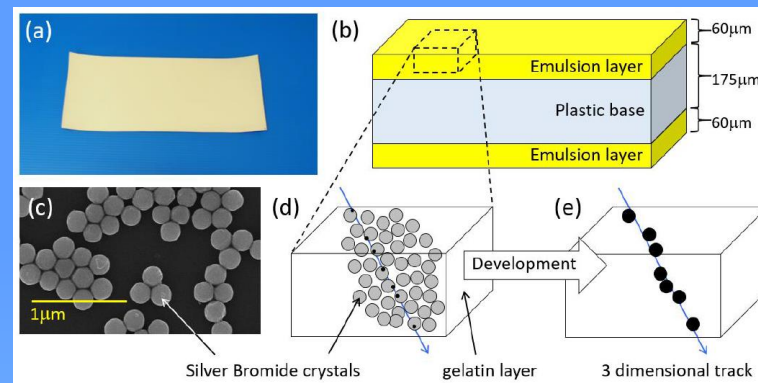 (a)
(b)
60μm
Emulsion layer
175μm
Plastic base
60μm
Emulsion layer
(c)
(d)
(e)
Development
1μm
Silver Bromide crystals
gelatin layer
3 dimensional track